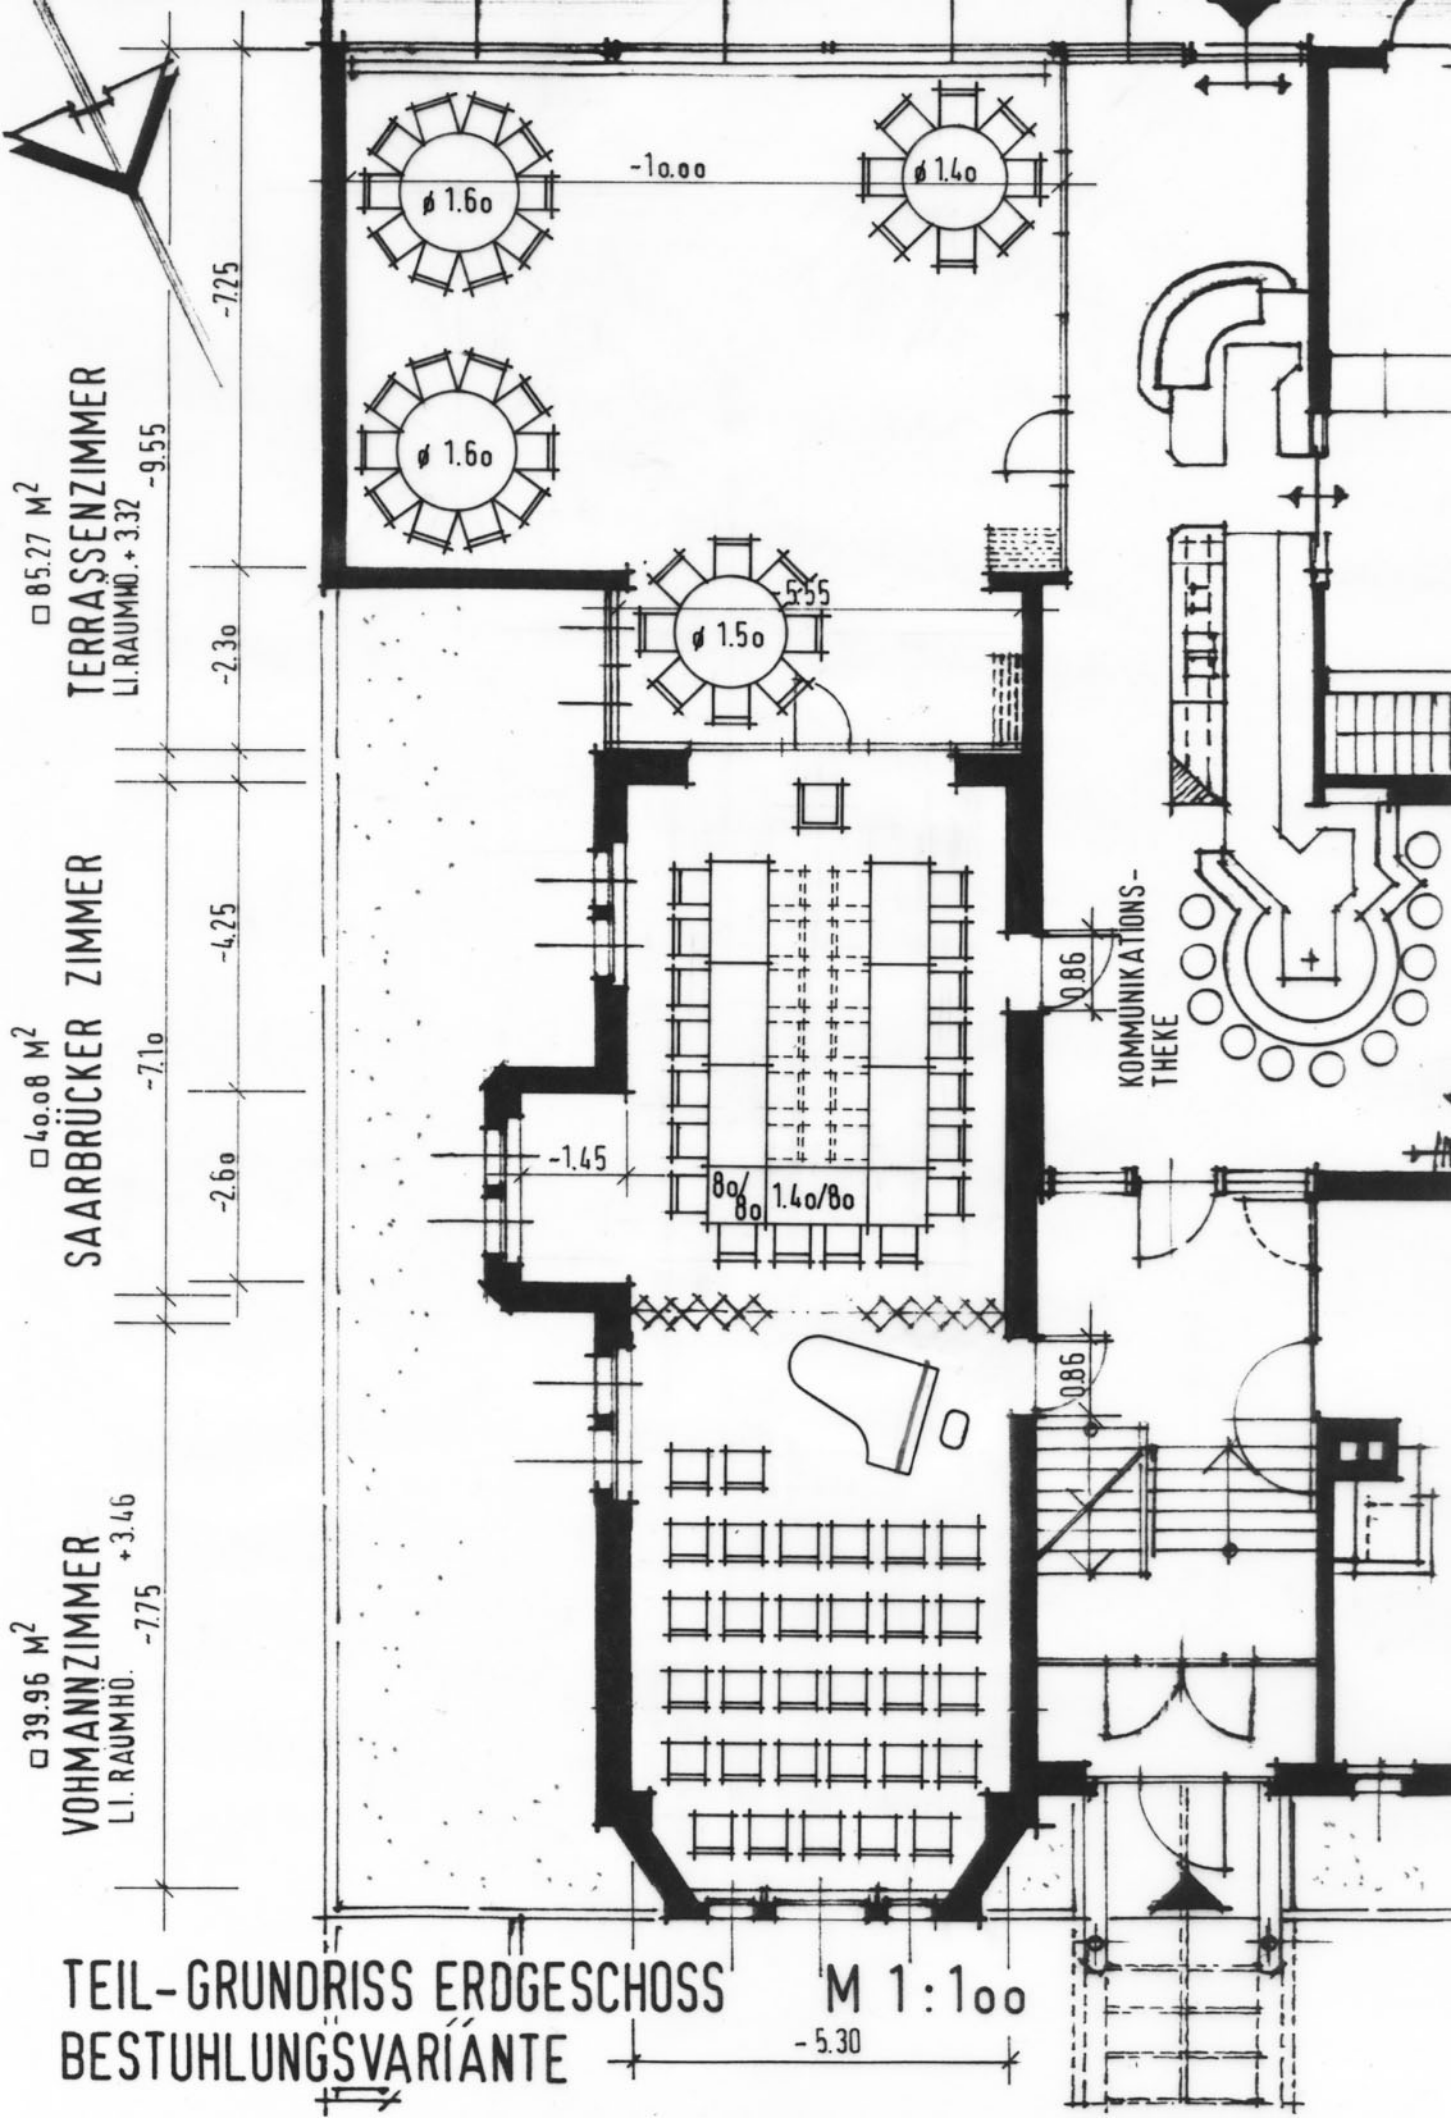 -10.00
ø 1.60
ø 1.40
ø 1.60
-5.55
ø 1.50
-7.25
-9.55
-2.30
□ 85.27 M²
TERRASSENZIMMER
LI.RAUMHÖ.+ 3.32
-4.25
-7.10
-2.60
□ 40.08 M²
SAARBRÜCKER ZIMMER
-1.45
80/
80
1.40/80
0.86
KOMMUNIKATIONS-
THEKE
0.86
□ 39.96 M²
VOHMANNZIMMER
LI.RAUMHÖ. +3.46
-7.75
TEIL-GRUNDRISS ERDGESCHOSS M 1:100
BESTUHLUNGSVARIANTE
-5.30